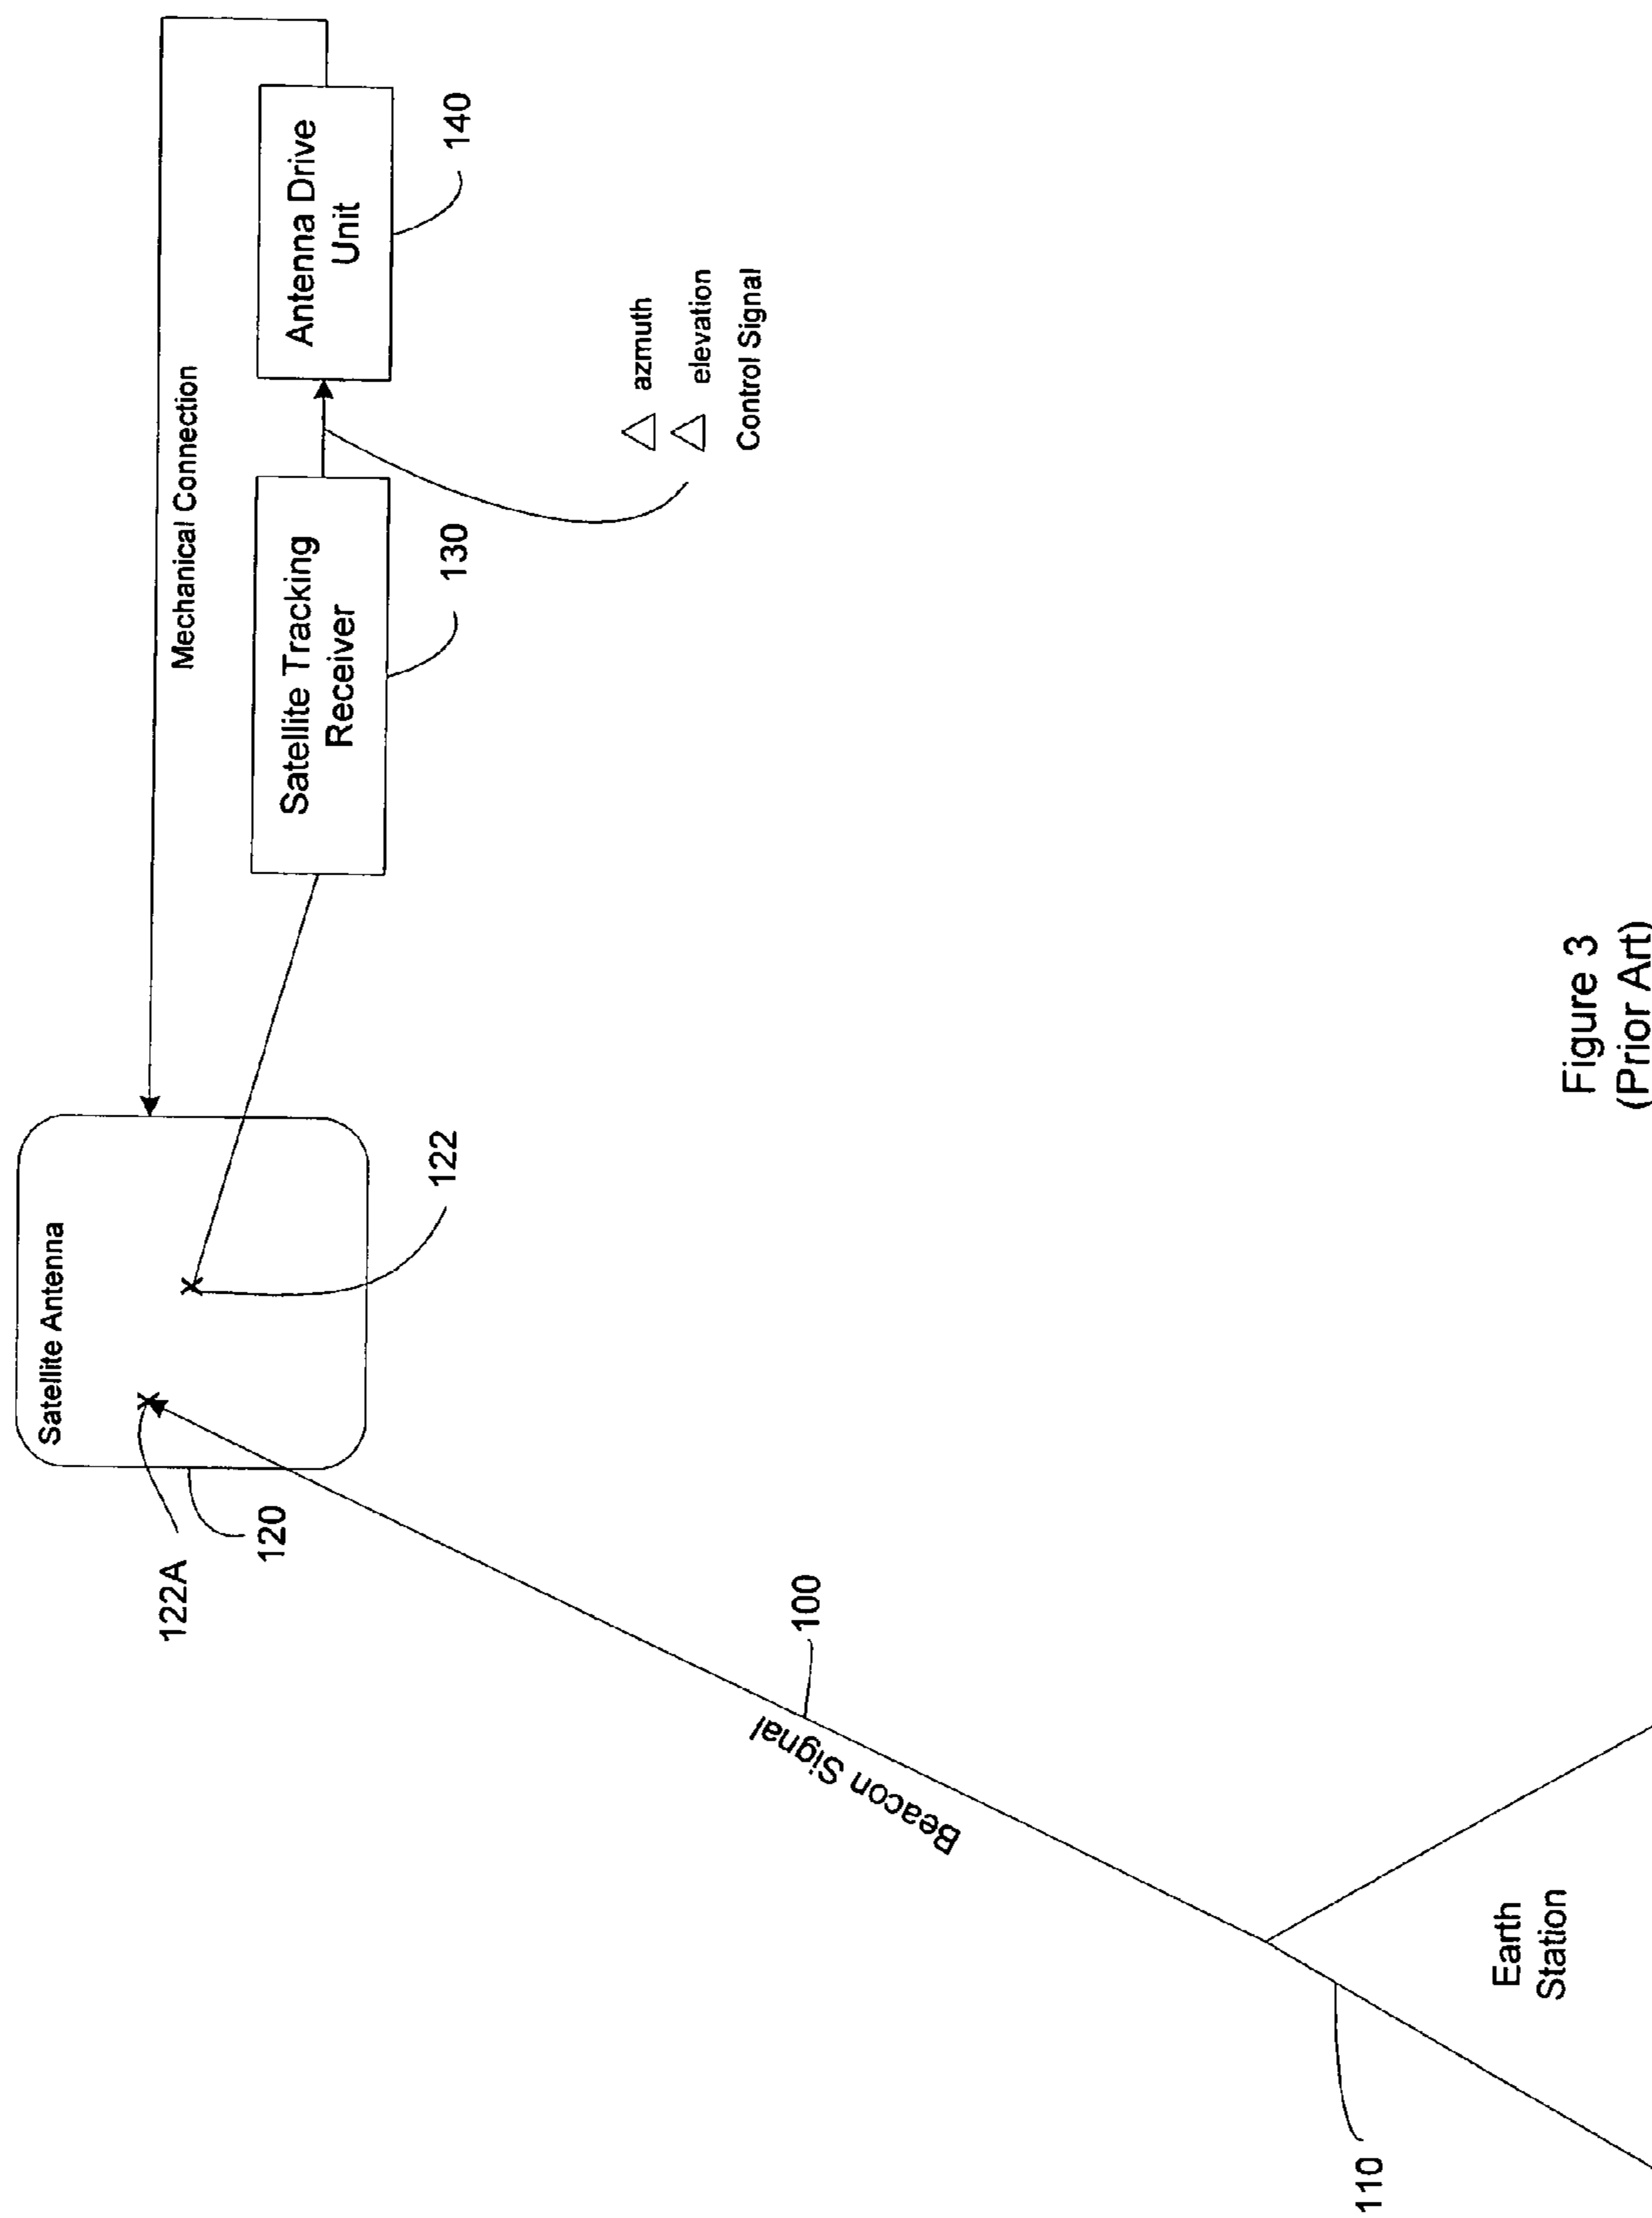 Satellite Antenna
122A
120
122
Mechanical Connection
Satellite Tracking
Receiver
130
Antenna Drive
Unit
140
△ azmuth
△ elevation
Control Signal
100
Beacon Signal
110
Earth
Station
Figure 3
(Prior Art)